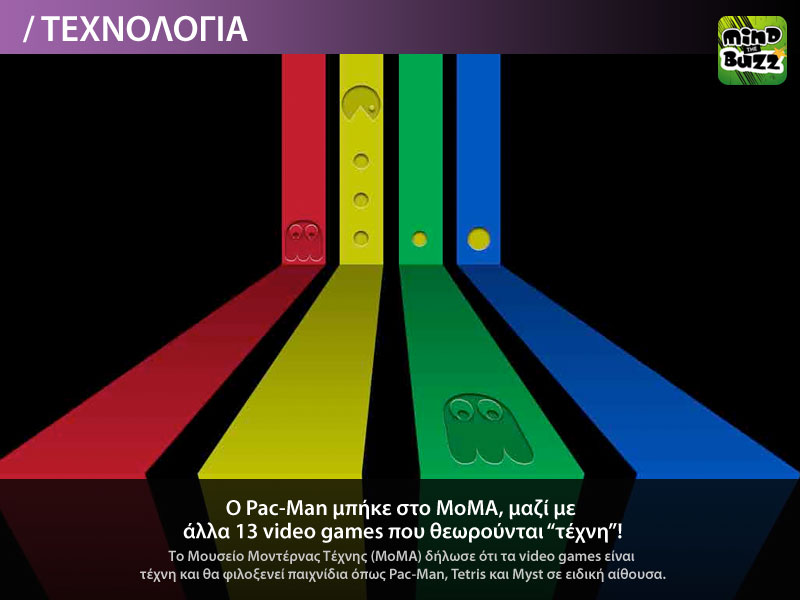 / ΤΕΧΝΟΛΟΓΙΑ
minD
THE
BuZZ
Ο Pac-Man μπήκε στο MoMA, μαζί με
άλλα 13 video games που θεωρούνται “τέχνη”!
Το Μουσείο Μοντέρνας Τέχνης (MoMA) δήλωσε ότι τα video games είναι
τέχνη και θα φιλοξενεί παιχνίδια όπως Pac-Man, Tetris και Myst σε ειδική αίθουσα.